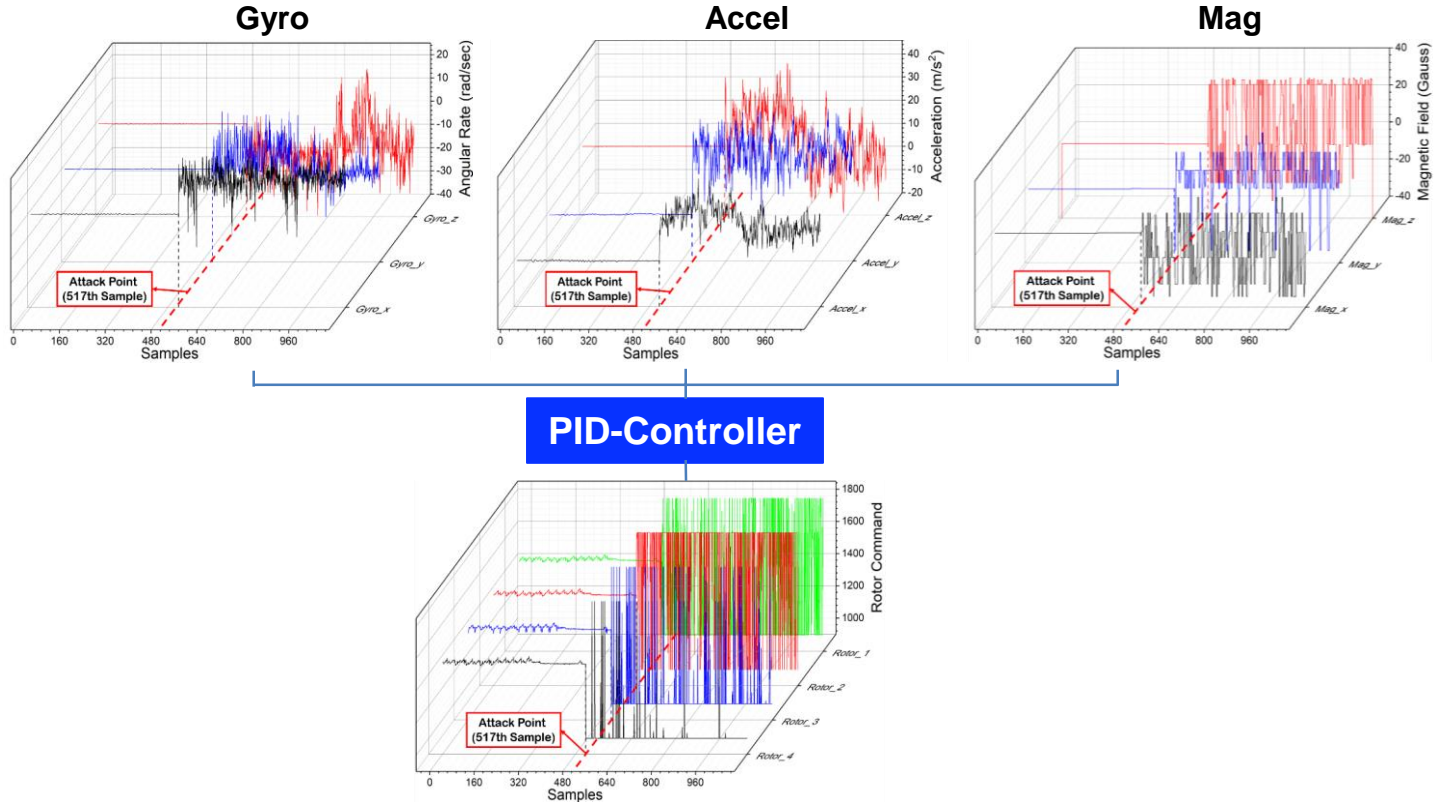 Gyro
Accel
Mag
20
10
0
-10
-20
-30
-40
Angular Rate (rad/sec)
Gyro_z
Gyro_y
Gyro_x
Attack Point
(517th Sample)
0 160 320 480 640 800 960
Samples
40
30
20
10
0
-10
-20
Acceleration (m/s²)
Accel_z
Accel_y
Accel_x
Attack Point
(517th Sample)
0 160 320 480 640 800 960
Samples
40
20
0
-20
-40
Magnetic Field (Gauss)
Mag_z
Mag_y
Mag_x
Attack Point
(517th Sample)
0 160 320 480 640 800 960
Samples
PID-Controller
1800
1600
1400
1200
1000
Rotor Command
Rotor_1
Rotor_2
Rotor_3
Rotor_4
Attack Point
(517th Sample)
0 160 320 480 640 800 960
Samples